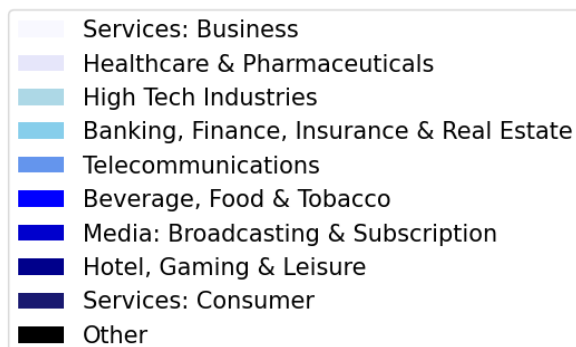 Services: Business
Healthcare & Pharmaceuticals
High Tech Industries
Banking, Finance, Insurance & Real Estate
Telecommunications
Beverage, Food & Tobacco
Media: Broadcasting & Subscription
Hotel, Gaming & Leisure
Services: Consumer
Other